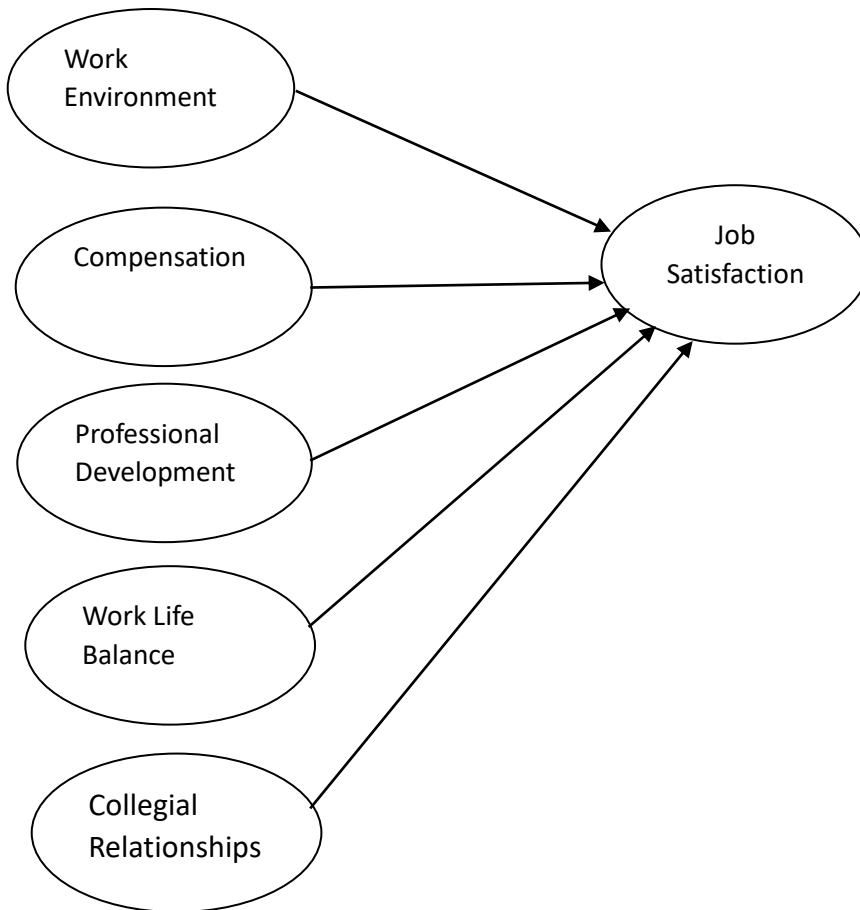 Work
Environment
Compensation
Professional
Development
Work Life
Balance
Collegial
Relationships
Job
Satisfaction